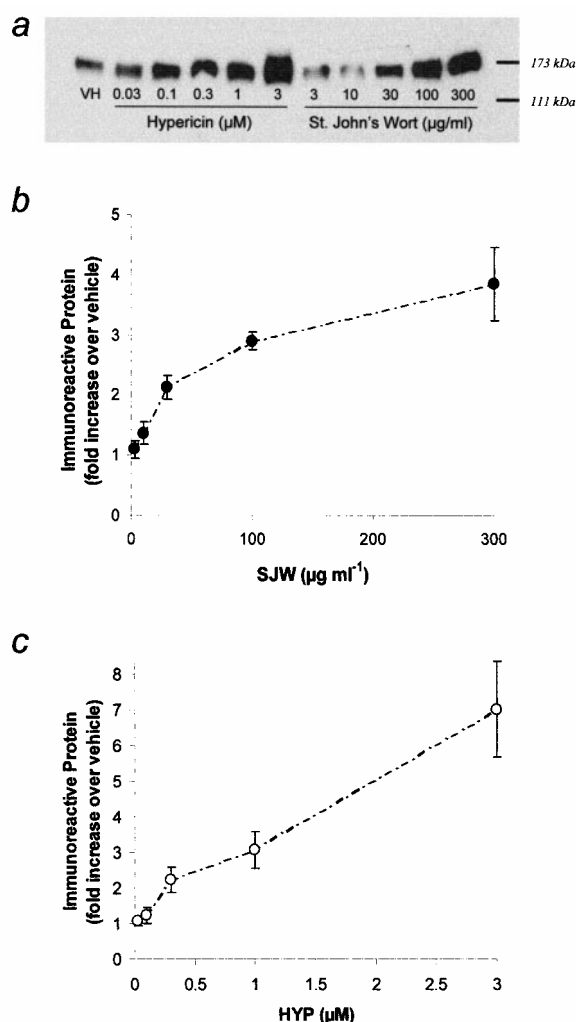 a
173 kDa
VH 0.03 0.1 0.3 1 3 3 10 30 100 300
111 kDa
Hypericin (µM) St. John's Wort (µg/ml)
b
5
4
3
2
1
0
Immunoreactive Protein
(fold increase over vehicle)
0 100 200 300
SJW (µg ml-1)
c
8
7
6
5
4
3
2
1
0
Immunoreactive Protein
(fold increase over vehicle)
0 0.5 1 1.5 2 2.5 3
HYP (µM)